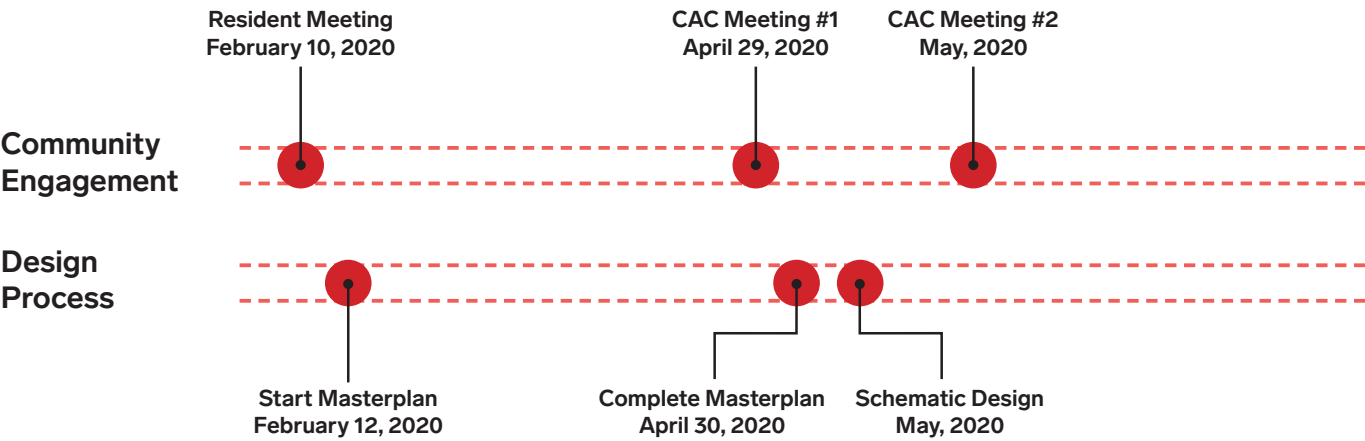 Resident Meeting
February 10, 2020
CAC Meeting #1
April 29, 2020
CAC Meeting #2
May, 2020
Community
Engagement
Design
Process
Start Masterplan
February 12, 2020
Complete Masterplan
April 30, 2020
Schematic Design
May, 2020